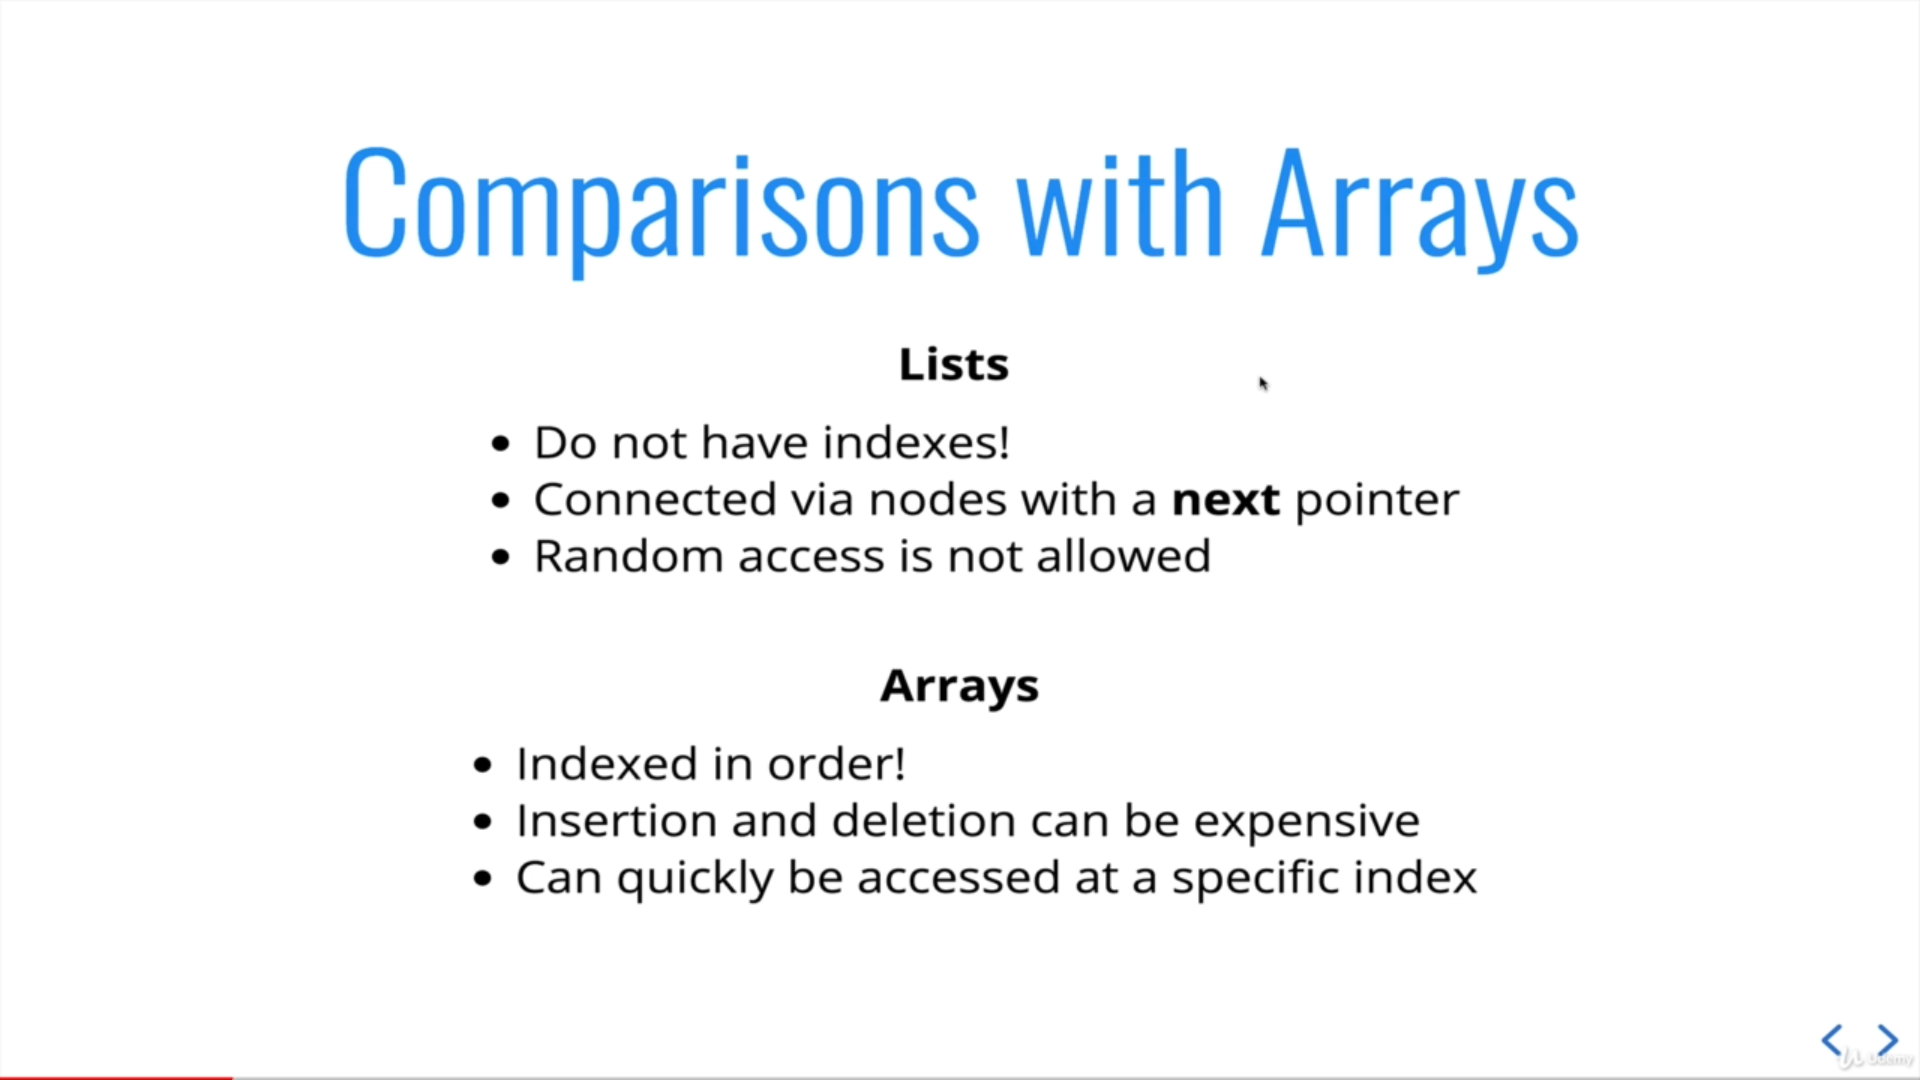 Comparisons with Arrays
Lists
• Do not have indexes!
• Connected via nodes with a next pointer
• Random access is not allowed
Arrays
• Indexed in order!
• Insertion and deletion can be expensive
• Can quickly be accessed at a specific index
Udemy